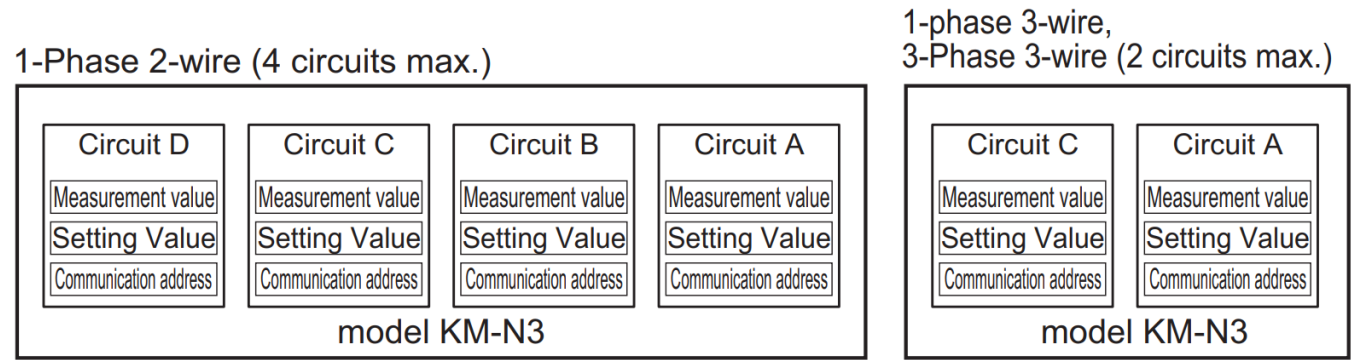 1-Phase 2-wire (4 circuits max.)
Circuit D
Measurement value
Setting Value
Communication address
Circuit C
Measurement value
Setting Value
Communication address
Circuit B
Measurement value
Setting Value
Communication address
Circuit A
Measurement value
Setting Value
Communication address
model KM-N3
1-phase 3-wire,
3-Phase 3-wire (2 circuits max.)
Circuit C
Measurement value
Setting Value
Communication address
Circuit A
Measurement value
Setting Value
Communication address
model KM-N3